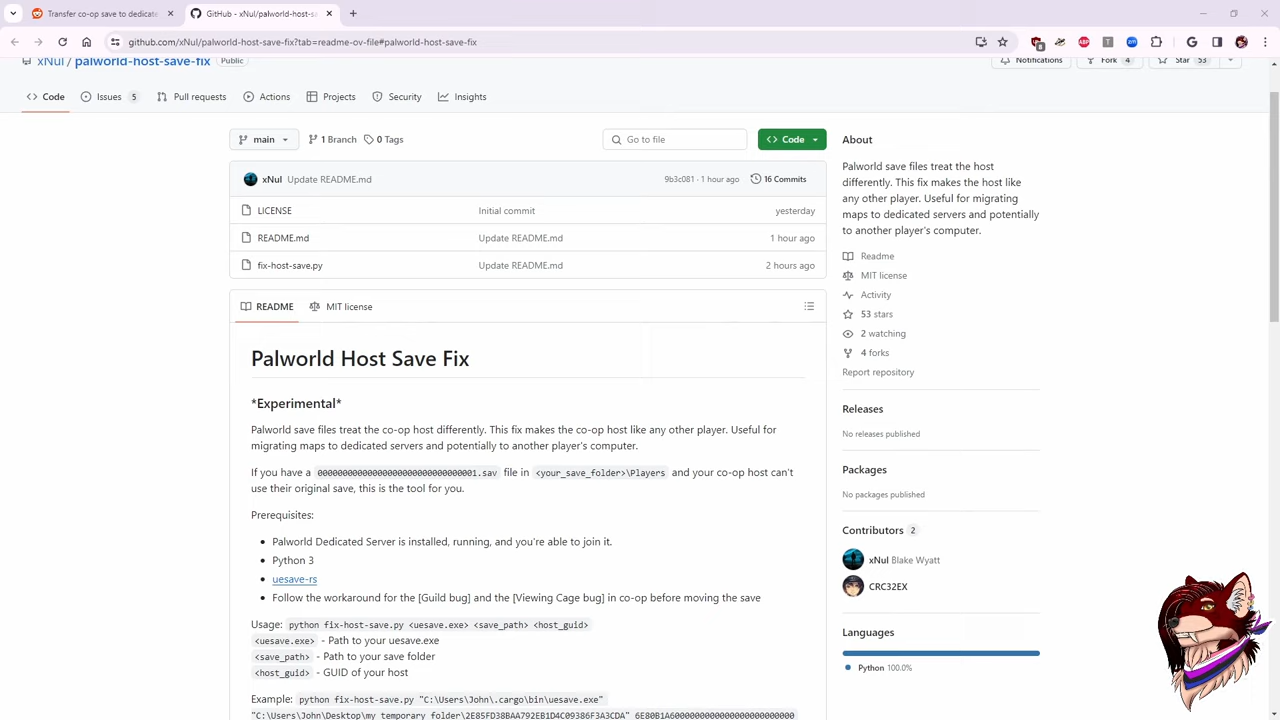 Transfer co-op save to dedicate
GitHub - xNul/palworld-host-save
github.com/xNul/palworld-host-save-fix?tab=readme-ov-file#palworld-host-save-fix
xNul / palworld-host-save-fix Public
Notifications Fork 4 Star 53
Code Issues 5 Pull requests Actions Projects Security Insights
main 1 Branch 0 Tags Go to file Code
xNul Update README.md 9b3c081 · 1 hour ago 16 Commits
LICENSE Initial commit yesterday
README.md Update README.md 1 hour ago
fix-host-save.py Update README.md 2 hours ago
README MIT license
Palworld Host Save Fix
*Experimental*
Palworld save files treat the co-op host differently. This fix makes the co-op host like any other player. Useful for
migrating maps to dedicated servers and potentially to another player's computer.
If you have a 00000000000000000000000000000001.sav file in <your_save_folder>\Players and your co-op host can't
use their original save, this is the tool for you.
Prerequisites:
Palworld Dedicated Server is installed, running, and you're able to join it.
Python 3
uesave-rs
Follow the workaround for the [Guild bug] and the [Viewing Cage bug] in co-op before moving the save
Usage: python fix-host-save.py <uesave.exe> <save_path> <host_guid>
<uesave.exe> - Path to your uesave.exe
<save_path> - Path to your save folder
<host_guid> - GUID of your host
Example: python fix-host-save.py "C:\Users\John\.cargo\bin\uesave.exe"
"C:\Users\John\Desktop\my_temporary_folder\2E85FD38BAA792EB1D4C09386F3A3CDA" 6E80B1A6000000000000000000000000
About
Palworld save files treat the host
differently. This fix makes the host like
any other player. Useful for migrating
maps to dedicated servers and potentially
to another player's computer.
Readme
MIT license
Activity
53 stars
2 watching
4 forks
Report repository
Releases
No releases published
Packages
No packages published
Contributors 2
xNul Blake Wyatt
CRC32EX
Languages
Python 100.0%